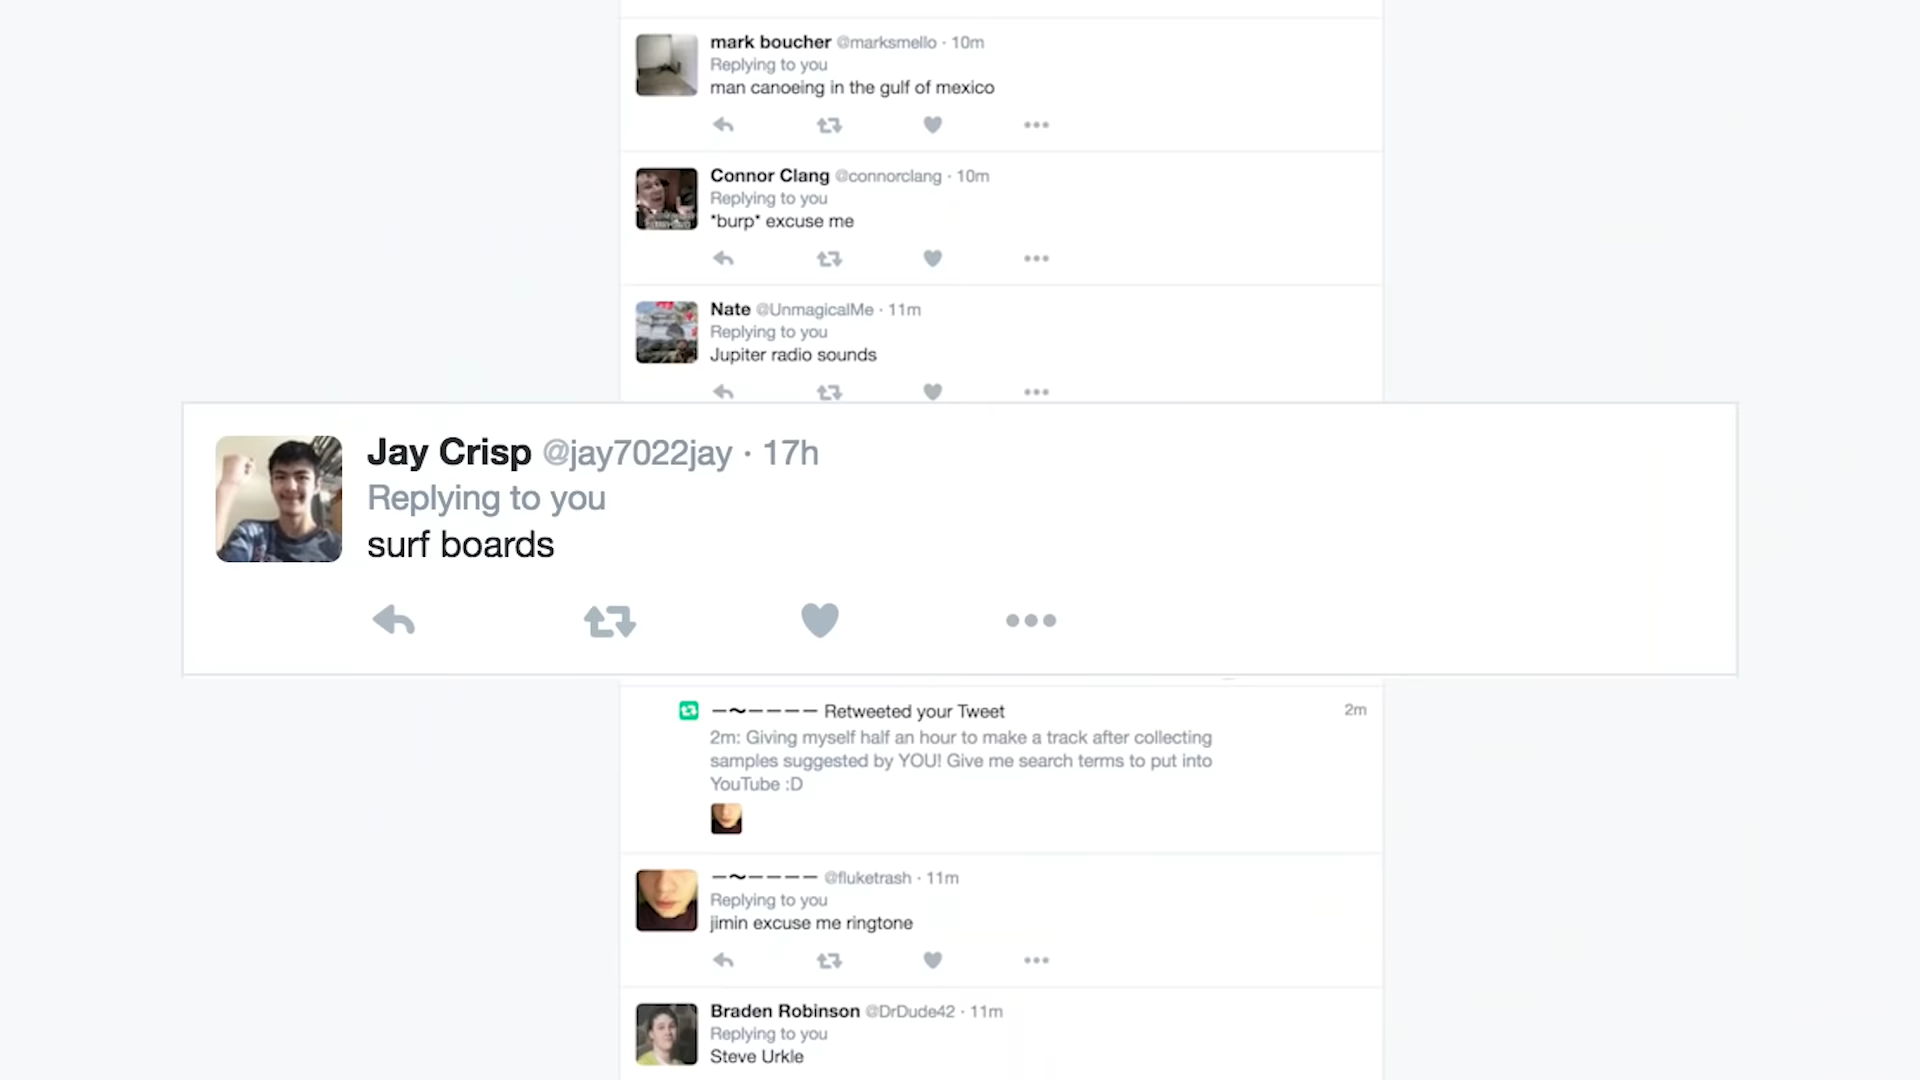 mark boucher @marksmello · 10m
Replying to you
man canoeing in the gulf of mexico
Connor Clang @connorclang · 10m
Replying to you
*burp* excuse me
Nate @UnmagicalMe · 11m
Replying to you
Jupiter radio sounds
Jay Crisp @jay7022jay · 17h
Replying to you
surf boards
—~———— Retweeted your Tweet 2m
2m: Giving myself half an hour to make a track after collecting
samples suggested by YOU! Give me search terms to put into
YouTube :D
—~———— @fluketrash · 11m
Replying to you
jimin excuse me ringtone
Braden Robinson @DrDude42 · 11m
Replying to you
Steve Urkle